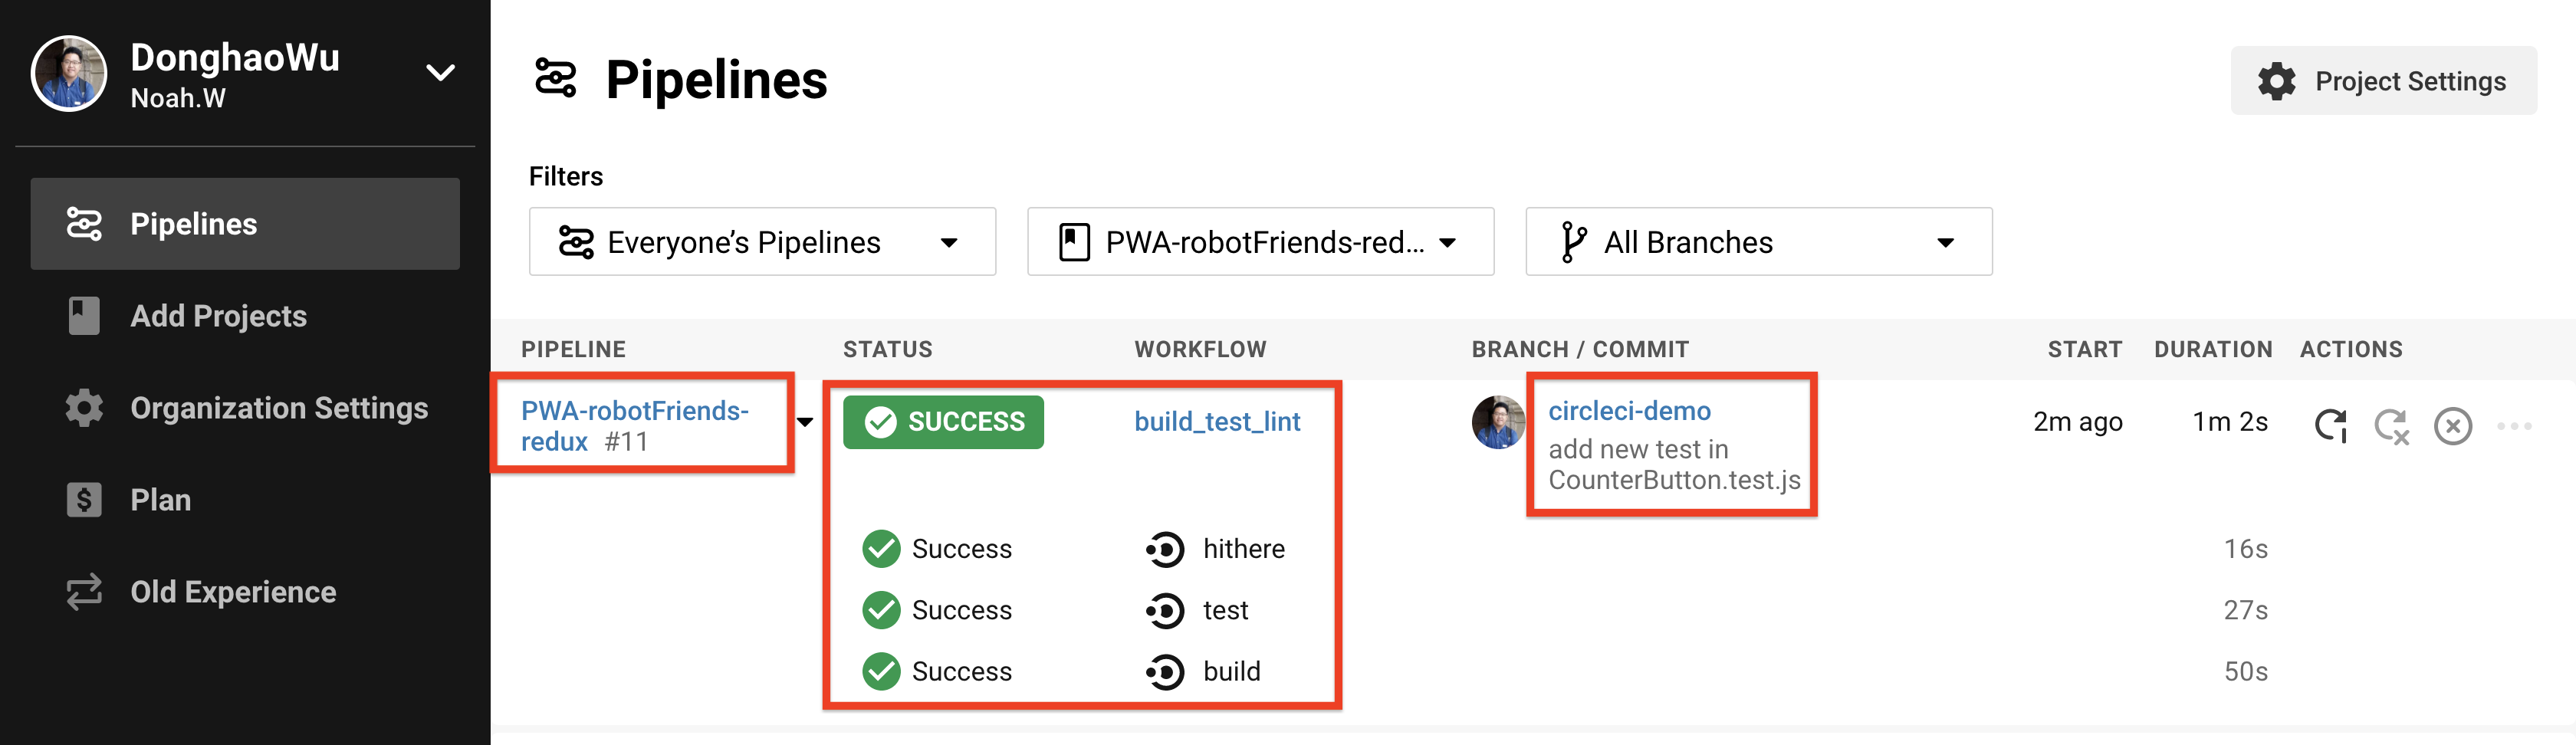 DonghaoWu
Noah.W
Pipelines
Add Projects
Organization Settings
Plan
Old Experience
Pipelines
Project Settings
Filters
Everyone’s Pipelines
PWA-robotFriends-red...
All Branches
PIPELINE STATUS WORKFLOW BRANCH / COMMIT START DURATION ACTIONS
PWA-robotFriends-
redux #11
SUCCESS
build_test_lint
circleci-demo
add new test in
CounterButton.test.js
2m ago
1m 2s
Success hithere 16s
Success test 27s
Success build 50s